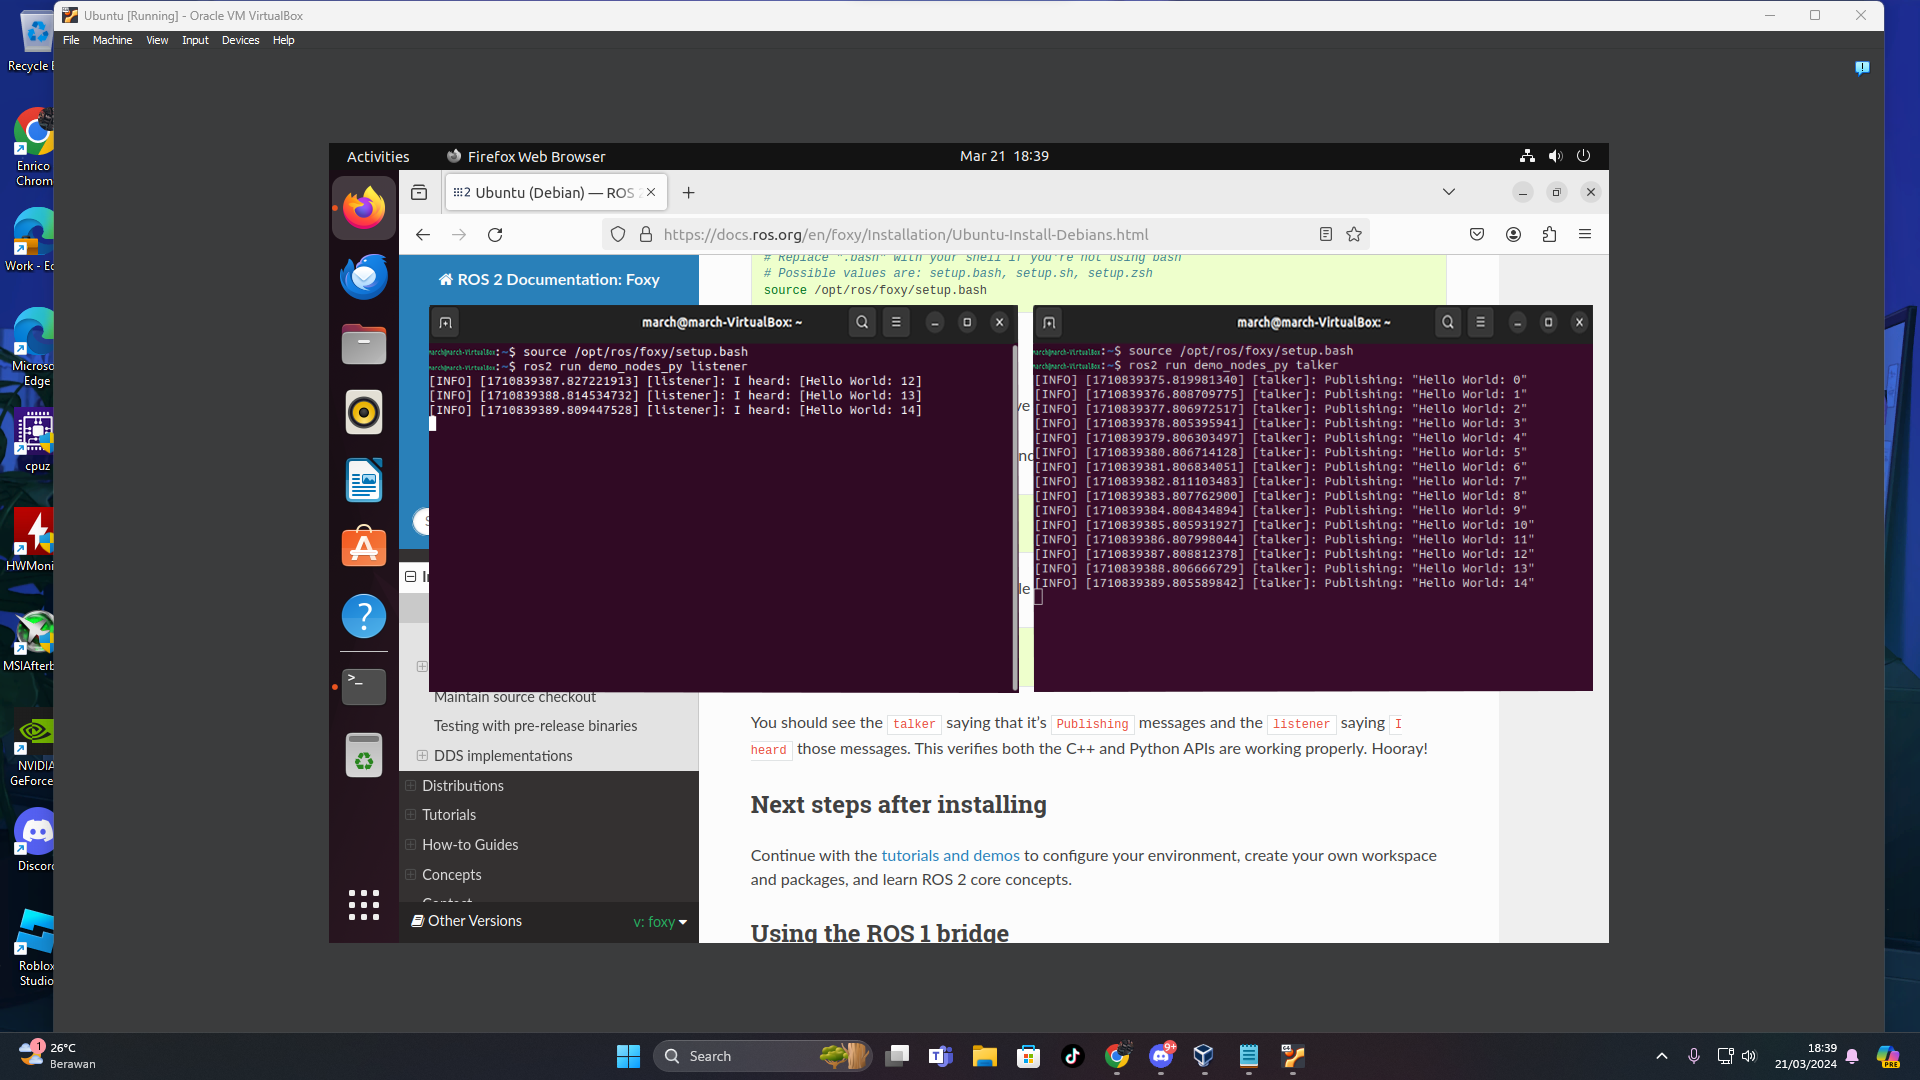 Ubuntu [Running] - Oracle VM VirtualBox
File Machine View Input Devices Help
Recycle
Enrico
Chrom
Work - Ed
Microso
Edge
cpuz
HWMoni
MSIAfterb
NVIDIA
GeForce
Discord
Roblox
Studio
Activities
Firefox Web Browser
Mar 21 18:39
Ubuntu (Debian) — ROS 2
https://docs.ros.org/en/foxy/Installation/Ubuntu-Install-Debians.html
ROS 2 Documentation: Foxy
# Replace ".bash" with your shell if you're not using bash
# Possible values are: setup.bash, setup.sh, setup.zsh
source /opt/ros/foxy/setup.bash
march@march-VirtualBox: ~
march@march-VirtualBox:~$ source /opt/ros/foxy/setup.bash
march@march-VirtualBox:~$ ros2 run demo_nodes_py listener
[INFO] [1710839387.827221913] [listener]: I heard: [Hello World: 12]
[INFO] [1710839388.814534732] [listener]: I heard: [Hello World: 13]
[INFO] [1710839389.809447528] [listener]: I heard: [Hello World: 14]
march@march-VirtualBox: ~
march@march-VirtualBox:~$ source /opt/ros/foxy/setup.bash
march@march-VirtualBox:~$ ros2 run demo_nodes_py talker
[INFO] [1710839375.819981340] [talker]: Publishing: "Hello World: 0"
[INFO] [1710839376.808709775] [talker]: Publishing: "Hello World: 1"
[INFO] [1710839377.806972517] [talker]: Publishing: "Hello World: 2"
[INFO] [1710839378.805395941] [talker]: Publishing: "Hello World: 3"
[INFO] [1710839379.806303497] [talker]: Publishing: "Hello World: 4"
[INFO] [1710839380.806714128] [talker]: Publishing: "Hello World: 5"
[INFO] [1710839381.806834051] [talker]: Publishing: "Hello World: 6"
[INFO] [1710839382.811103483] [talker]: Publishing: "Hello World: 7"
[INFO] [1710839383.807762900] [talker]: Publishing: "Hello World: 8"
[INFO] [1710839384.808434894] [talker]: Publishing: "Hello World: 9"
[INFO] [1710839385.805931927] [talker]: Publishing: "Hello World: 10"
[INFO] [1710839386.807998044] [talker]: Publishing: "Hello World: 11"
[INFO] [1710839387.808812378] [talker]: Publishing: "Hello World: 12"
[INFO] [1710839388.806666729] [talker]: Publishing: "Hello World: 13"
[INFO] [1710839389.805589842] [talker]: Publishing: "Hello World: 14"
Maintain source checkout
Testing with pre-release binaries
DDS implementations
Distributions
Tutorials
How-to Guides
Concepts
Contact
Other Versions
v: foxy
You should see the talker saying that it's Publishing messages and the listener saying I
heard those messages. This verifies both the C++ and Python APIs are working properly. Hooray!
Next steps after installing
Continue with the tutorials and demos to configure your environment, create your own workspace
and packages, and learn ROS 2 core concepts.
Using the ROS 1 bridge
1
26°C
Berawan
Search
9+
18:39
21/03/2024
PRE